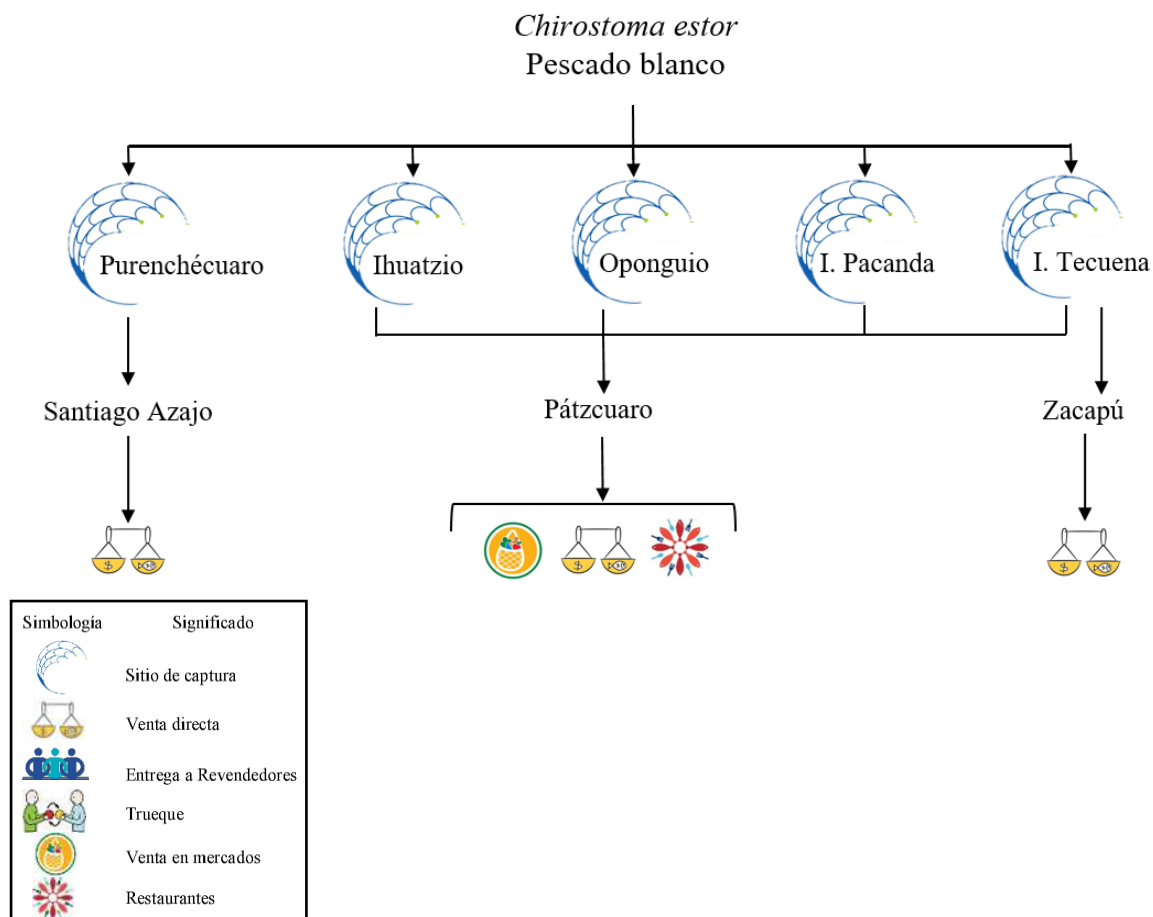 Chirostoma estor
Pescado blanco
Purenchécuaro
Ihuatzio
Oponguio
I. Pacanda
I. Tecuena
Santiago Azajo
Pátzcuaro
Zacapú
Simbología Significado
Sitio de captura
Venta directa
Entrega a Revendedores
Trueque
Venta en mercados
Restaurantes